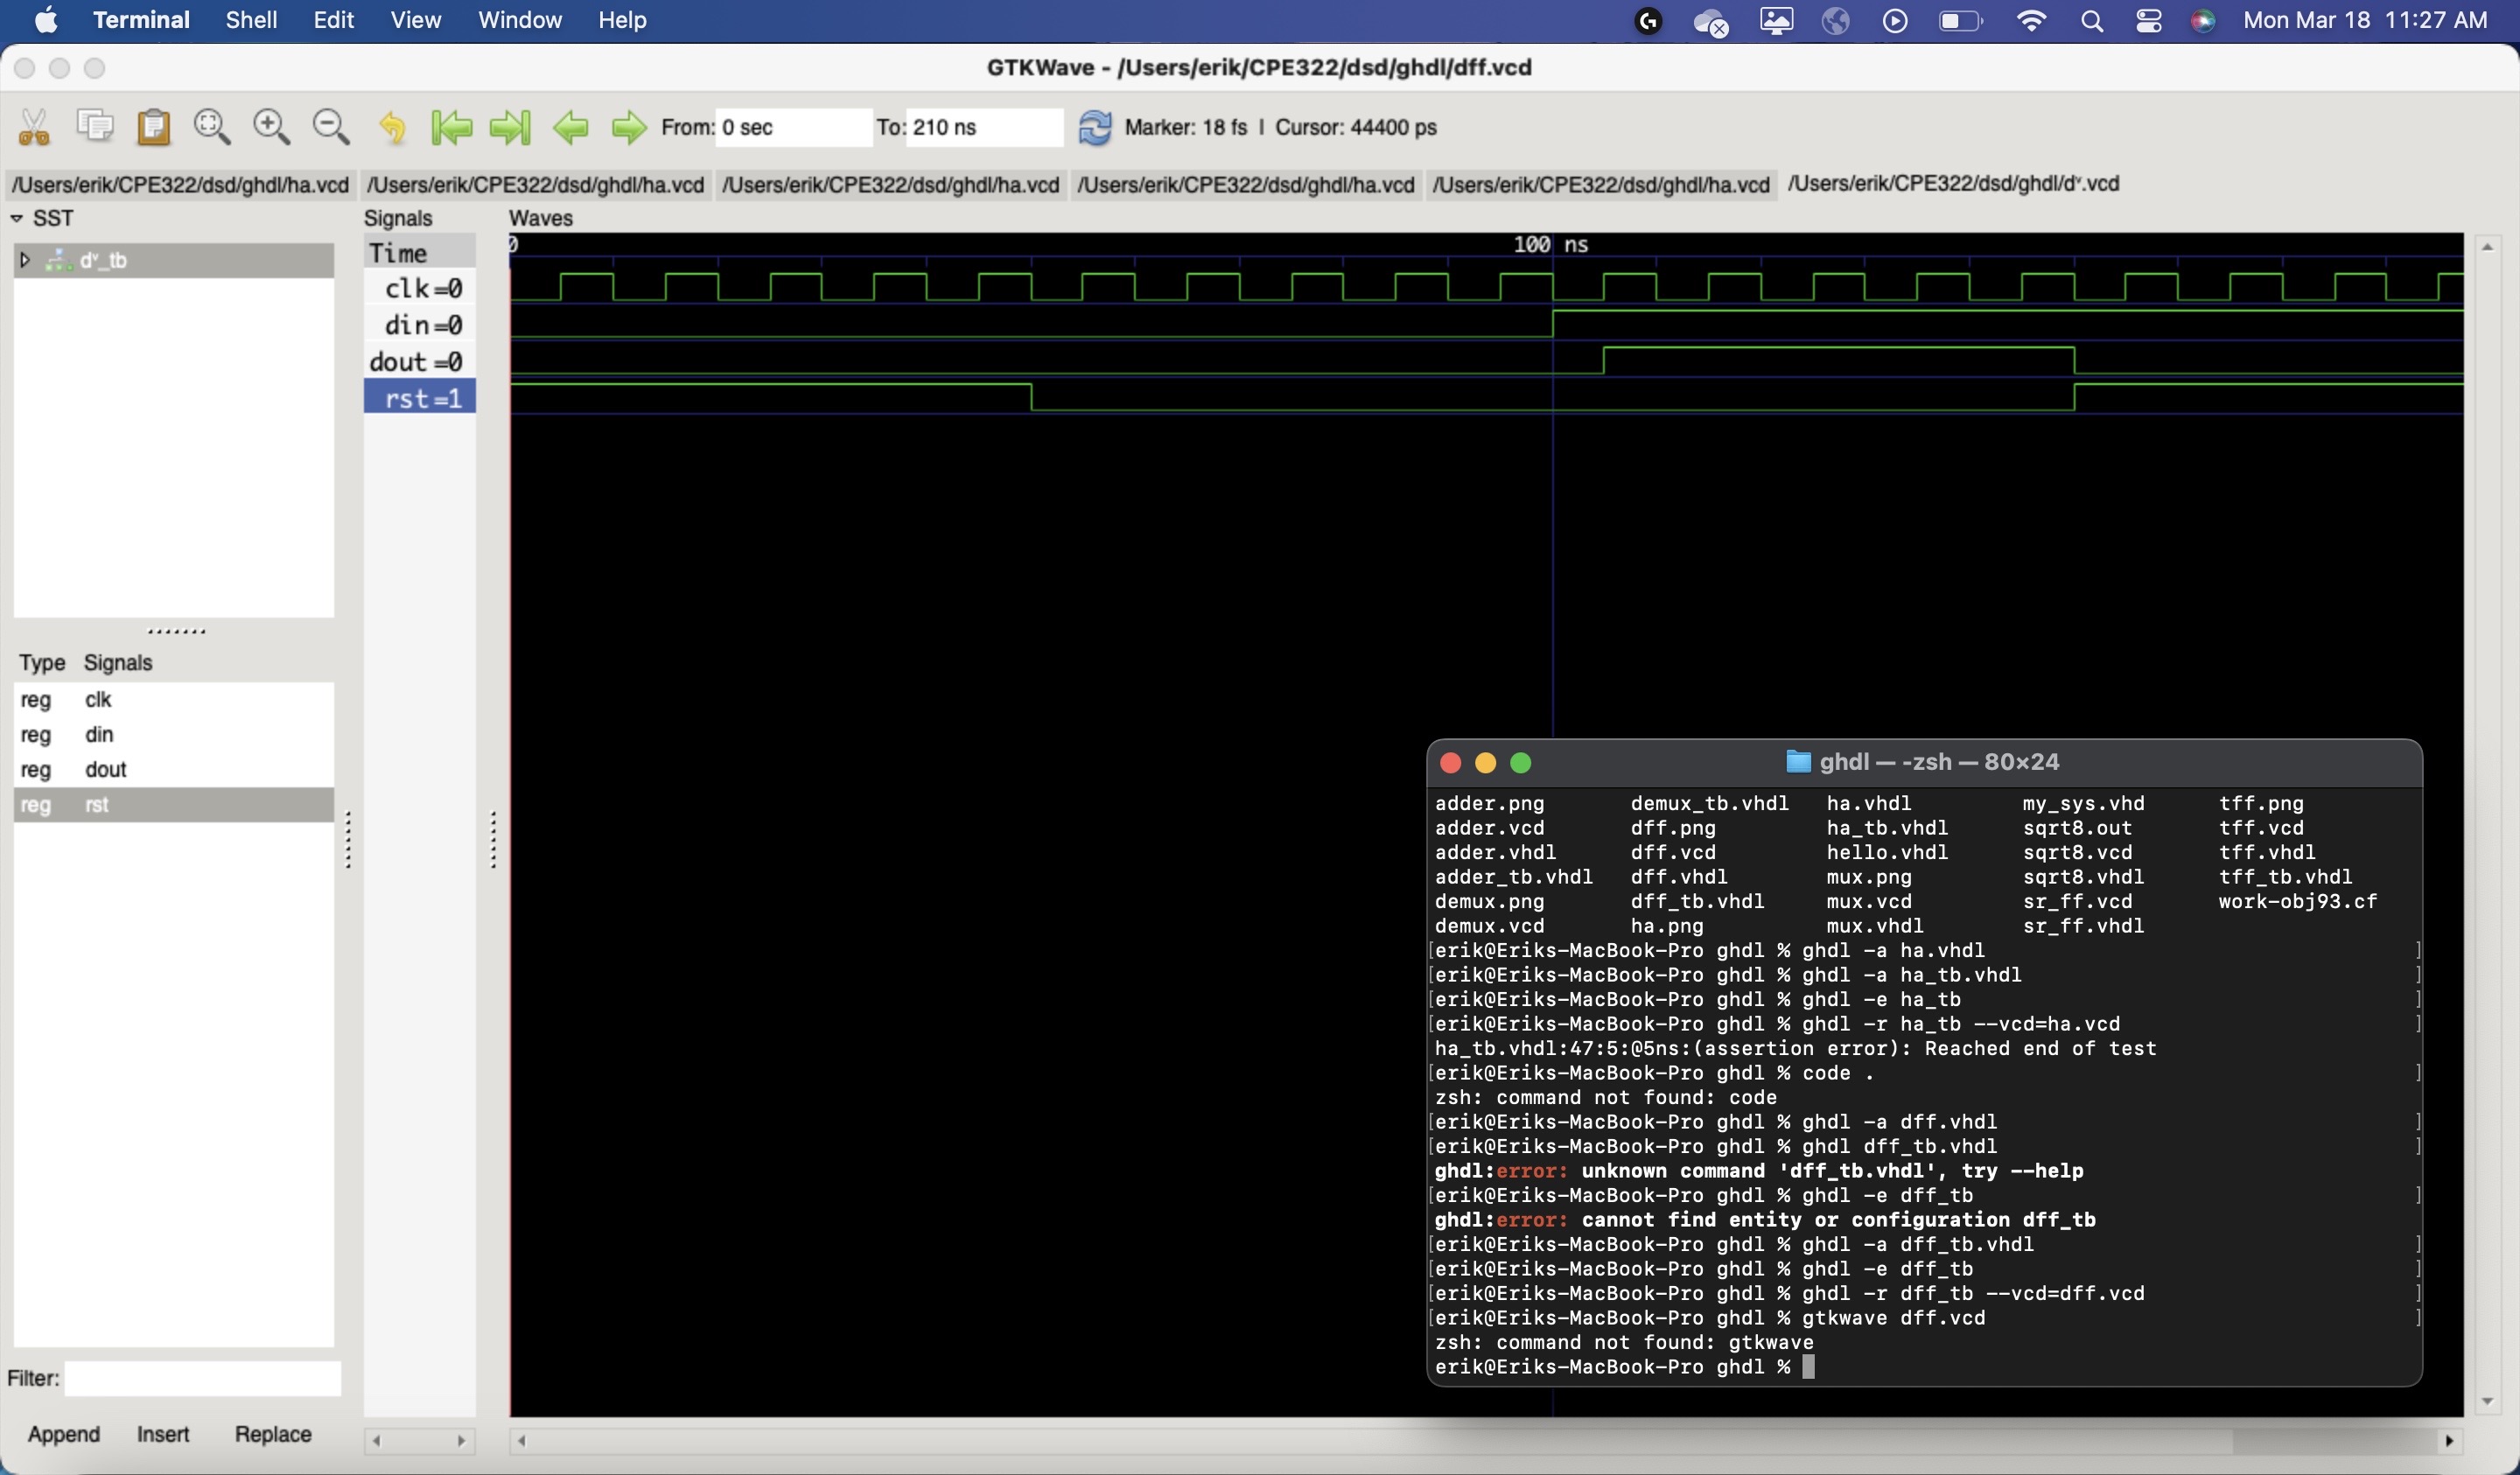 Terminal Shell Edit View Window Help Mon Mar 18 11:27 AM
GTKWave - /Users/erik/CPE322/dsd/ghdl/dff.vcd
From: 0 sec To: 210 ns Marker: 18 fs | Cursor: 44400 ps
/Users/erik/CPE322/dsd/ghdl/ha.vcd /Users/erik/CPE322/dsd/ghdl/ha.vcd /Users/erik/CPE322/dsd/ghdl/ha.vcd /Users/erik/CPE322/dsd/ghdl/ha.vcd /Users/erik/CPE322/dsd/ghdl/ha.vcd /Users/erik/CPE322/dsd/ghdl/dᵛ.vcd
SST
dᵛ_tb
Type Signals
reg clk
reg din
reg dout
reg rst
Filter:
Append Insert Replace
Signals
Time
clk=0
din=0
dout=0
rst=1
Waves
0 100 ns
ghdl — -zsh — 80×24
adder.png demux_tb.vhdl ha.vhdl my_sys.vhd tff.png
adder.vcd dff.png ha_tb.vhdl sqrt8.out tff.vcd
adder.vhdl dff.vcd hello.vhdl sqrt8.vcd tff.vhdl
adder_tb.vhdl dff.vhdl mux.png sqrt8.vhdl tff_tb.vhdl
demux.png dff_tb.vhdl mux.vcd sr_ff.vcd work-obj93.cf
demux.vcd ha.png mux.vhdl sr_ff.vhdl
[erik@Eriks-MacBook-Pro ghdl % ghdl -a ha.vhdl ]
[erik@Eriks-MacBook-Pro ghdl % ghdl -a ha_tb.vhdl ]
[erik@Eriks-MacBook-Pro ghdl % ghdl -e ha_tb ]
[erik@Eriks-MacBook-Pro ghdl % ghdl -r ha_tb --vcd=ha.vcd ]
ha_tb.vhdl:47:5:@5ns:(assertion error): Reached end of test
[erik@Eriks-MacBook-Pro ghdl % code . ]
zsh: command not found: code
[erik@Eriks-MacBook-Pro ghdl % ghdl -a dff.vhdl ]
[erik@Eriks-MacBook-Pro ghdl % ghdl dff_tb.vhdl ]
ghdl:error: unknown command 'dff_tb.vhdl', try --help
[erik@Eriks-MacBook-Pro ghdl % ghdl -e dff_tb ]
ghdl:error: cannot find entity or configuration dff_tb
[erik@Eriks-MacBook-Pro ghdl % ghdl -a dff_tb.vhdl ]
[erik@Eriks-MacBook-Pro ghdl % ghdl -e dff_tb ]
[erik@Eriks-MacBook-Pro ghdl % ghdl -r dff_tb --vcd=dff.vcd ]
[erik@Eriks-MacBook-Pro ghdl % gtkwave dff.vcd ]
zsh: command not found: gtkwave
erik@Eriks-MacBook-Pro ghdl %